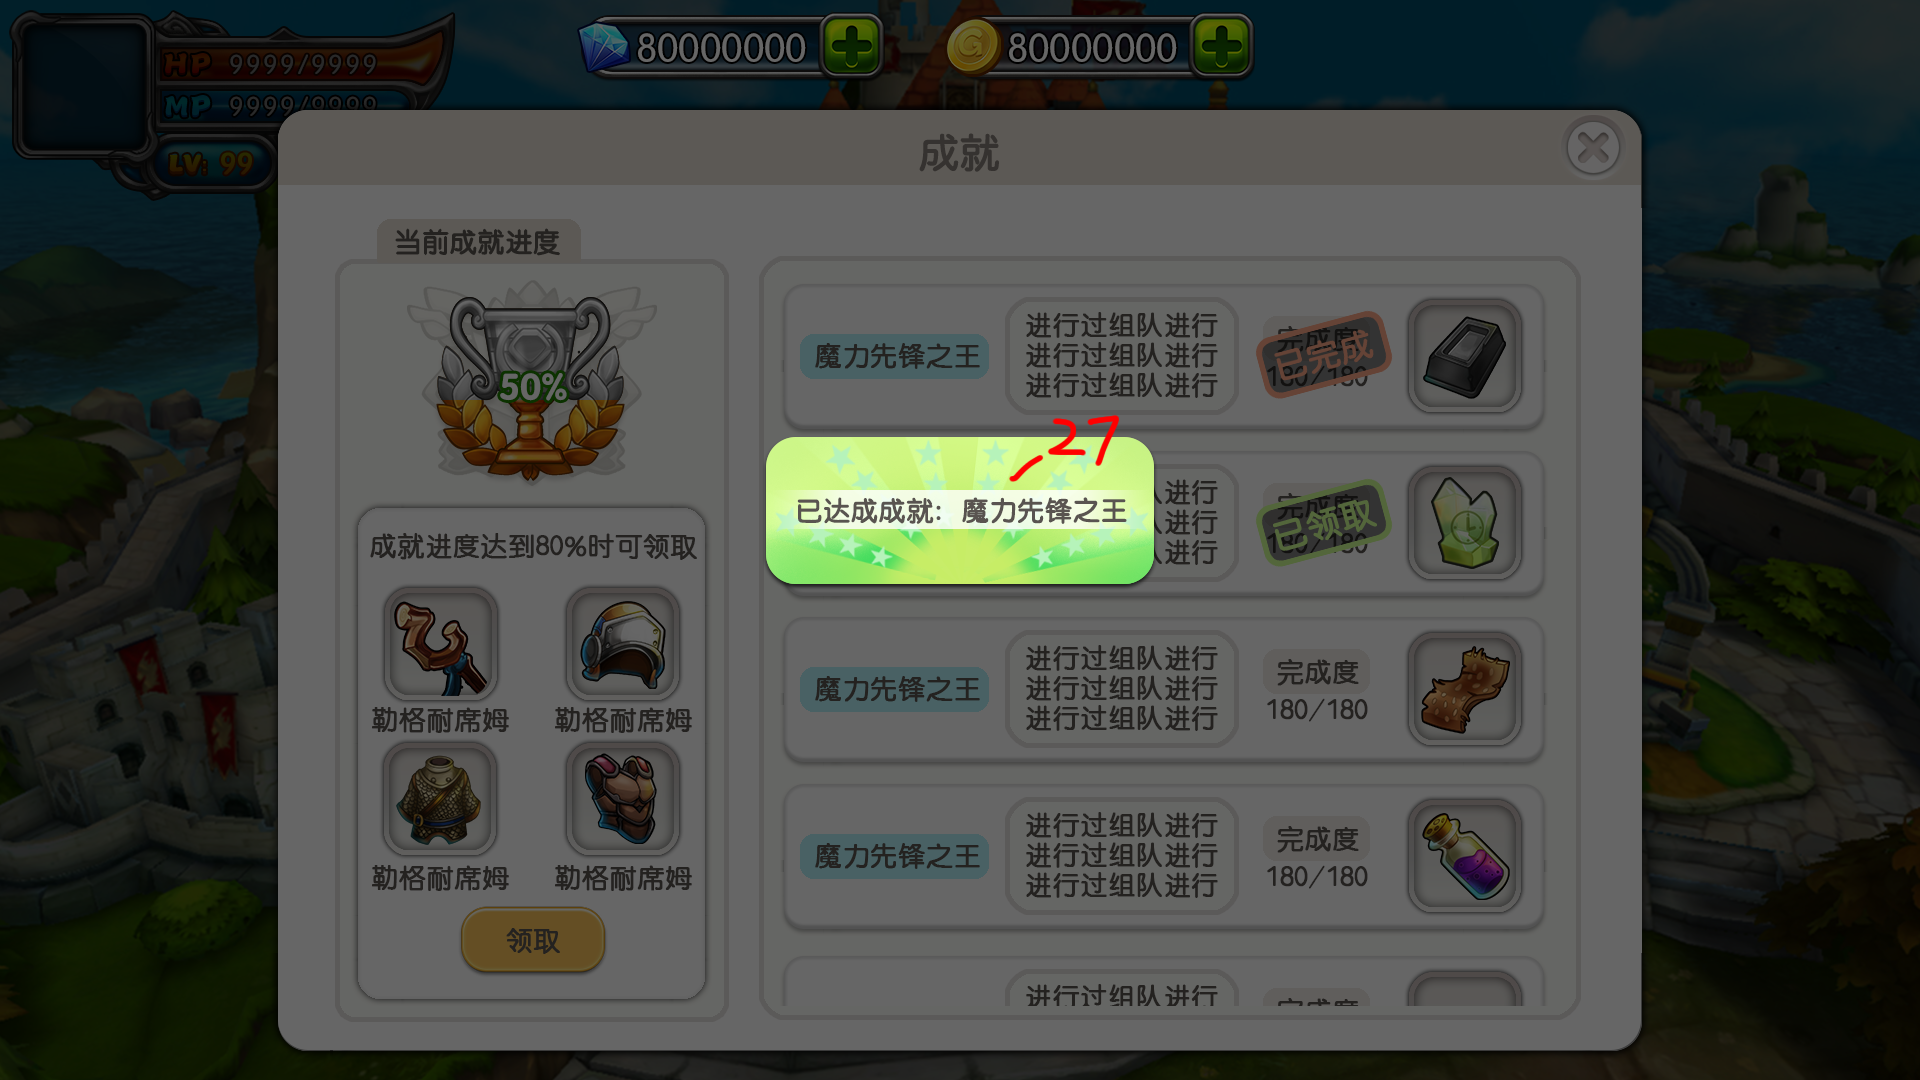 HP 9999/9999
MP 9999/9999
LV: 99
80000000
80000000
成就
当前成就进度
50%
成就进度达到80%时可领取
勒格耐席姆
勒格耐席姆
勒格耐席姆
勒格耐席姆
领取
魔力先锋之王
进行过组队进行
进行过组队进行
进行过组队进行
完成度
180/180
已完成
27
已达成成就：魔力先锋之王
进行
进行
进行
完成度
180/180
已领取
魔力先锋之王
进行过组队进行
进行过组队进行
进行过组队进行
完成度
180/180
魔力先锋之王
进行过组队进行
进行过组队进行
进行过组队进行
完成度
180/180
进行过组队进行
完成度